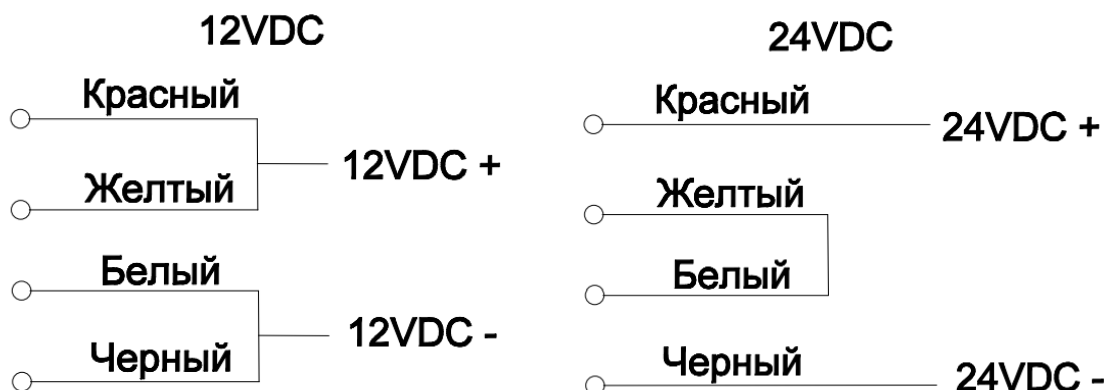 12VDC
Красный
12VDC +
Желтый
Белый
12VDC -
Черный
24VDC
Красный
24VDC +
Желтый
Белый
Черный
24VDC -